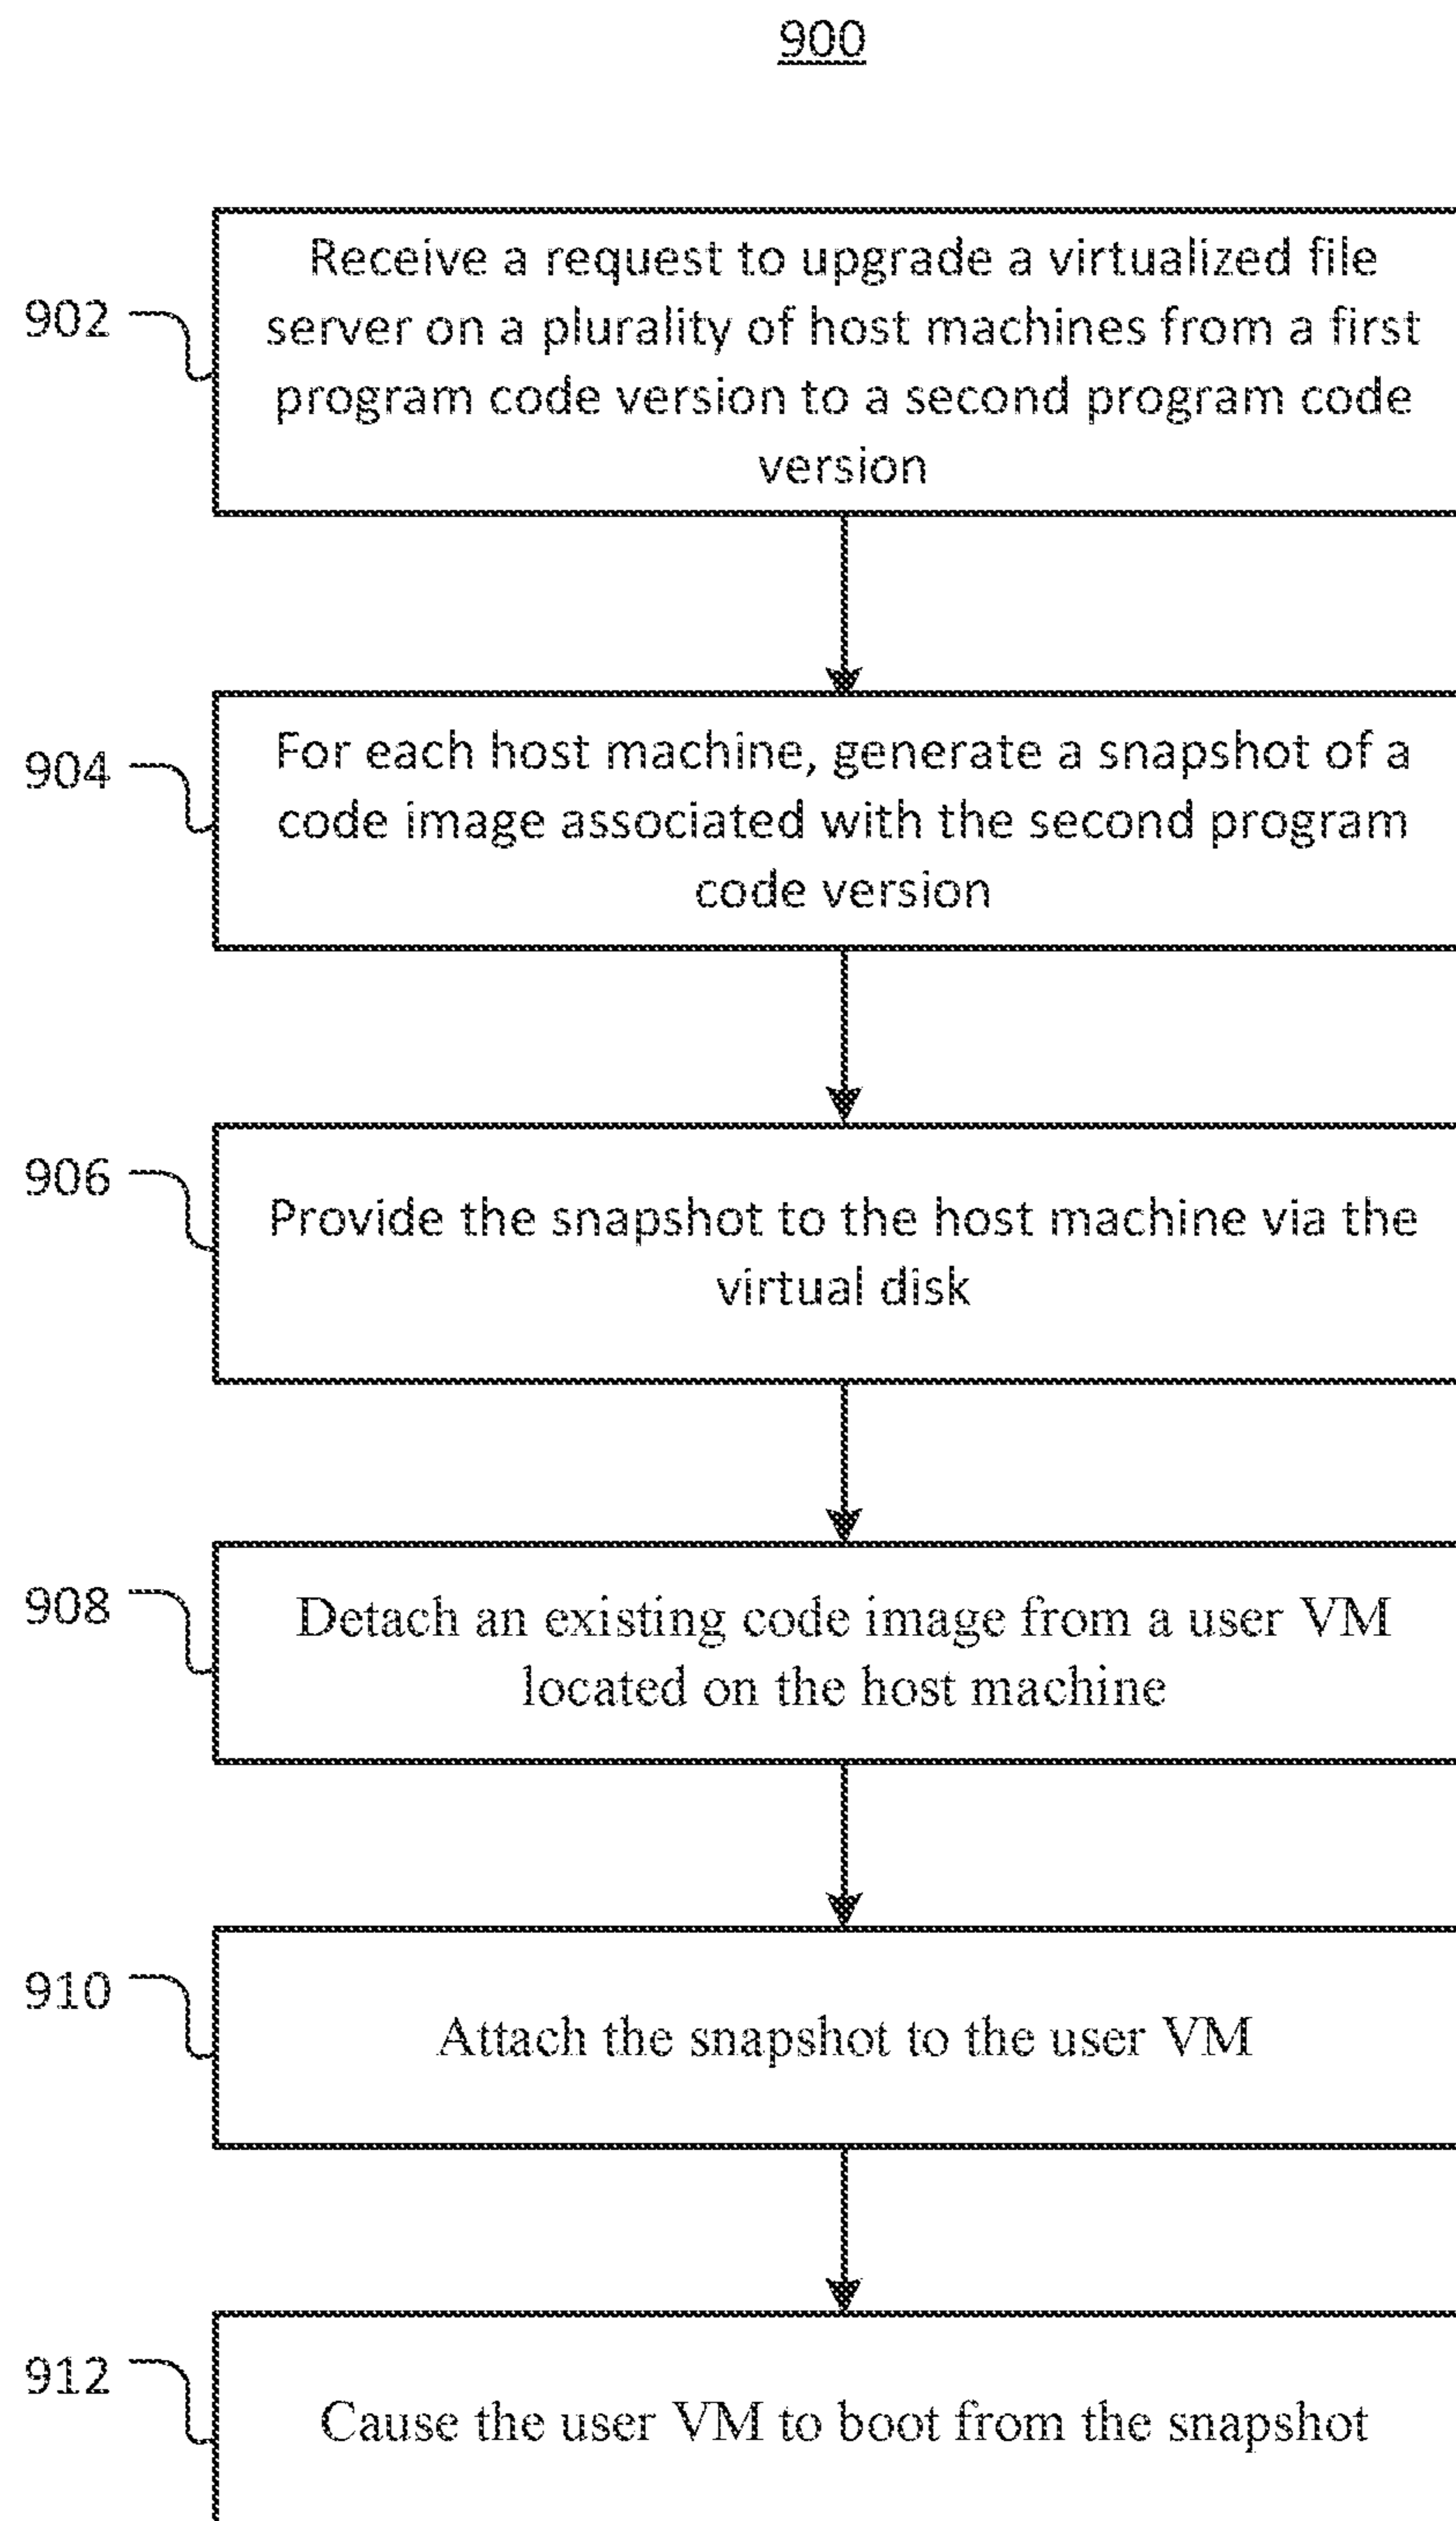 900
902
Receive a request to upgrade a virtualized file
server on a plurality of host machines from a first
program code version to a second program code
version
904
For each host machine, generate a snapshot of a
code image associated with the second program
code version
906
Provide the snapshot to the host machine via the
virtual disk
908
Detach an existing code image from a user VM
located on the host machine
910
Attach the snapshot to the user VM
912
Cause the user VM to boot from the snapshot